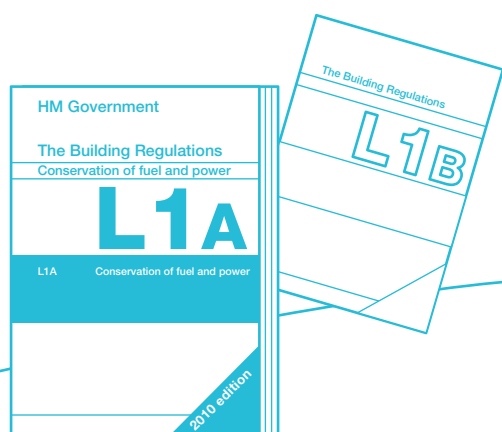 HM Government
The Building Regulations
Conservation of fuel and power
L1A
L1A Conservation of fuel and power
2010 edition
The Building Regulations
L1B